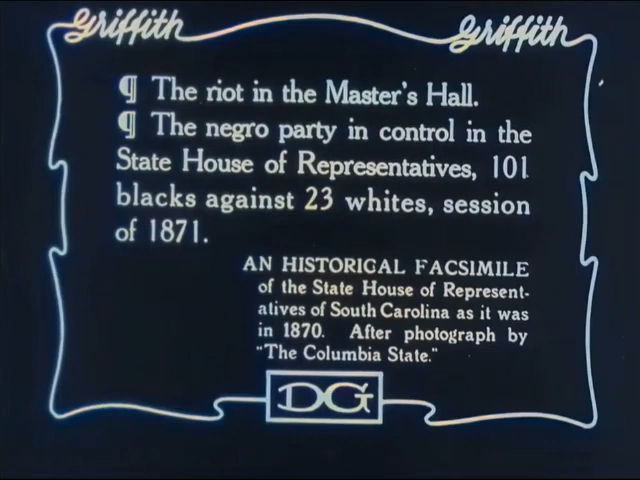 Griffith Griffith
¶ The riot in the Master's Hall.
¶ The negro party in control in the
State House of Representatives, 101
blacks against 23 whites, session
of 1871.
AN HISTORICAL FACSIMILE
of the State House of Represent-
atives of South Carolina as it was
in 1870. After photograph by
"The Columbia State."
DG